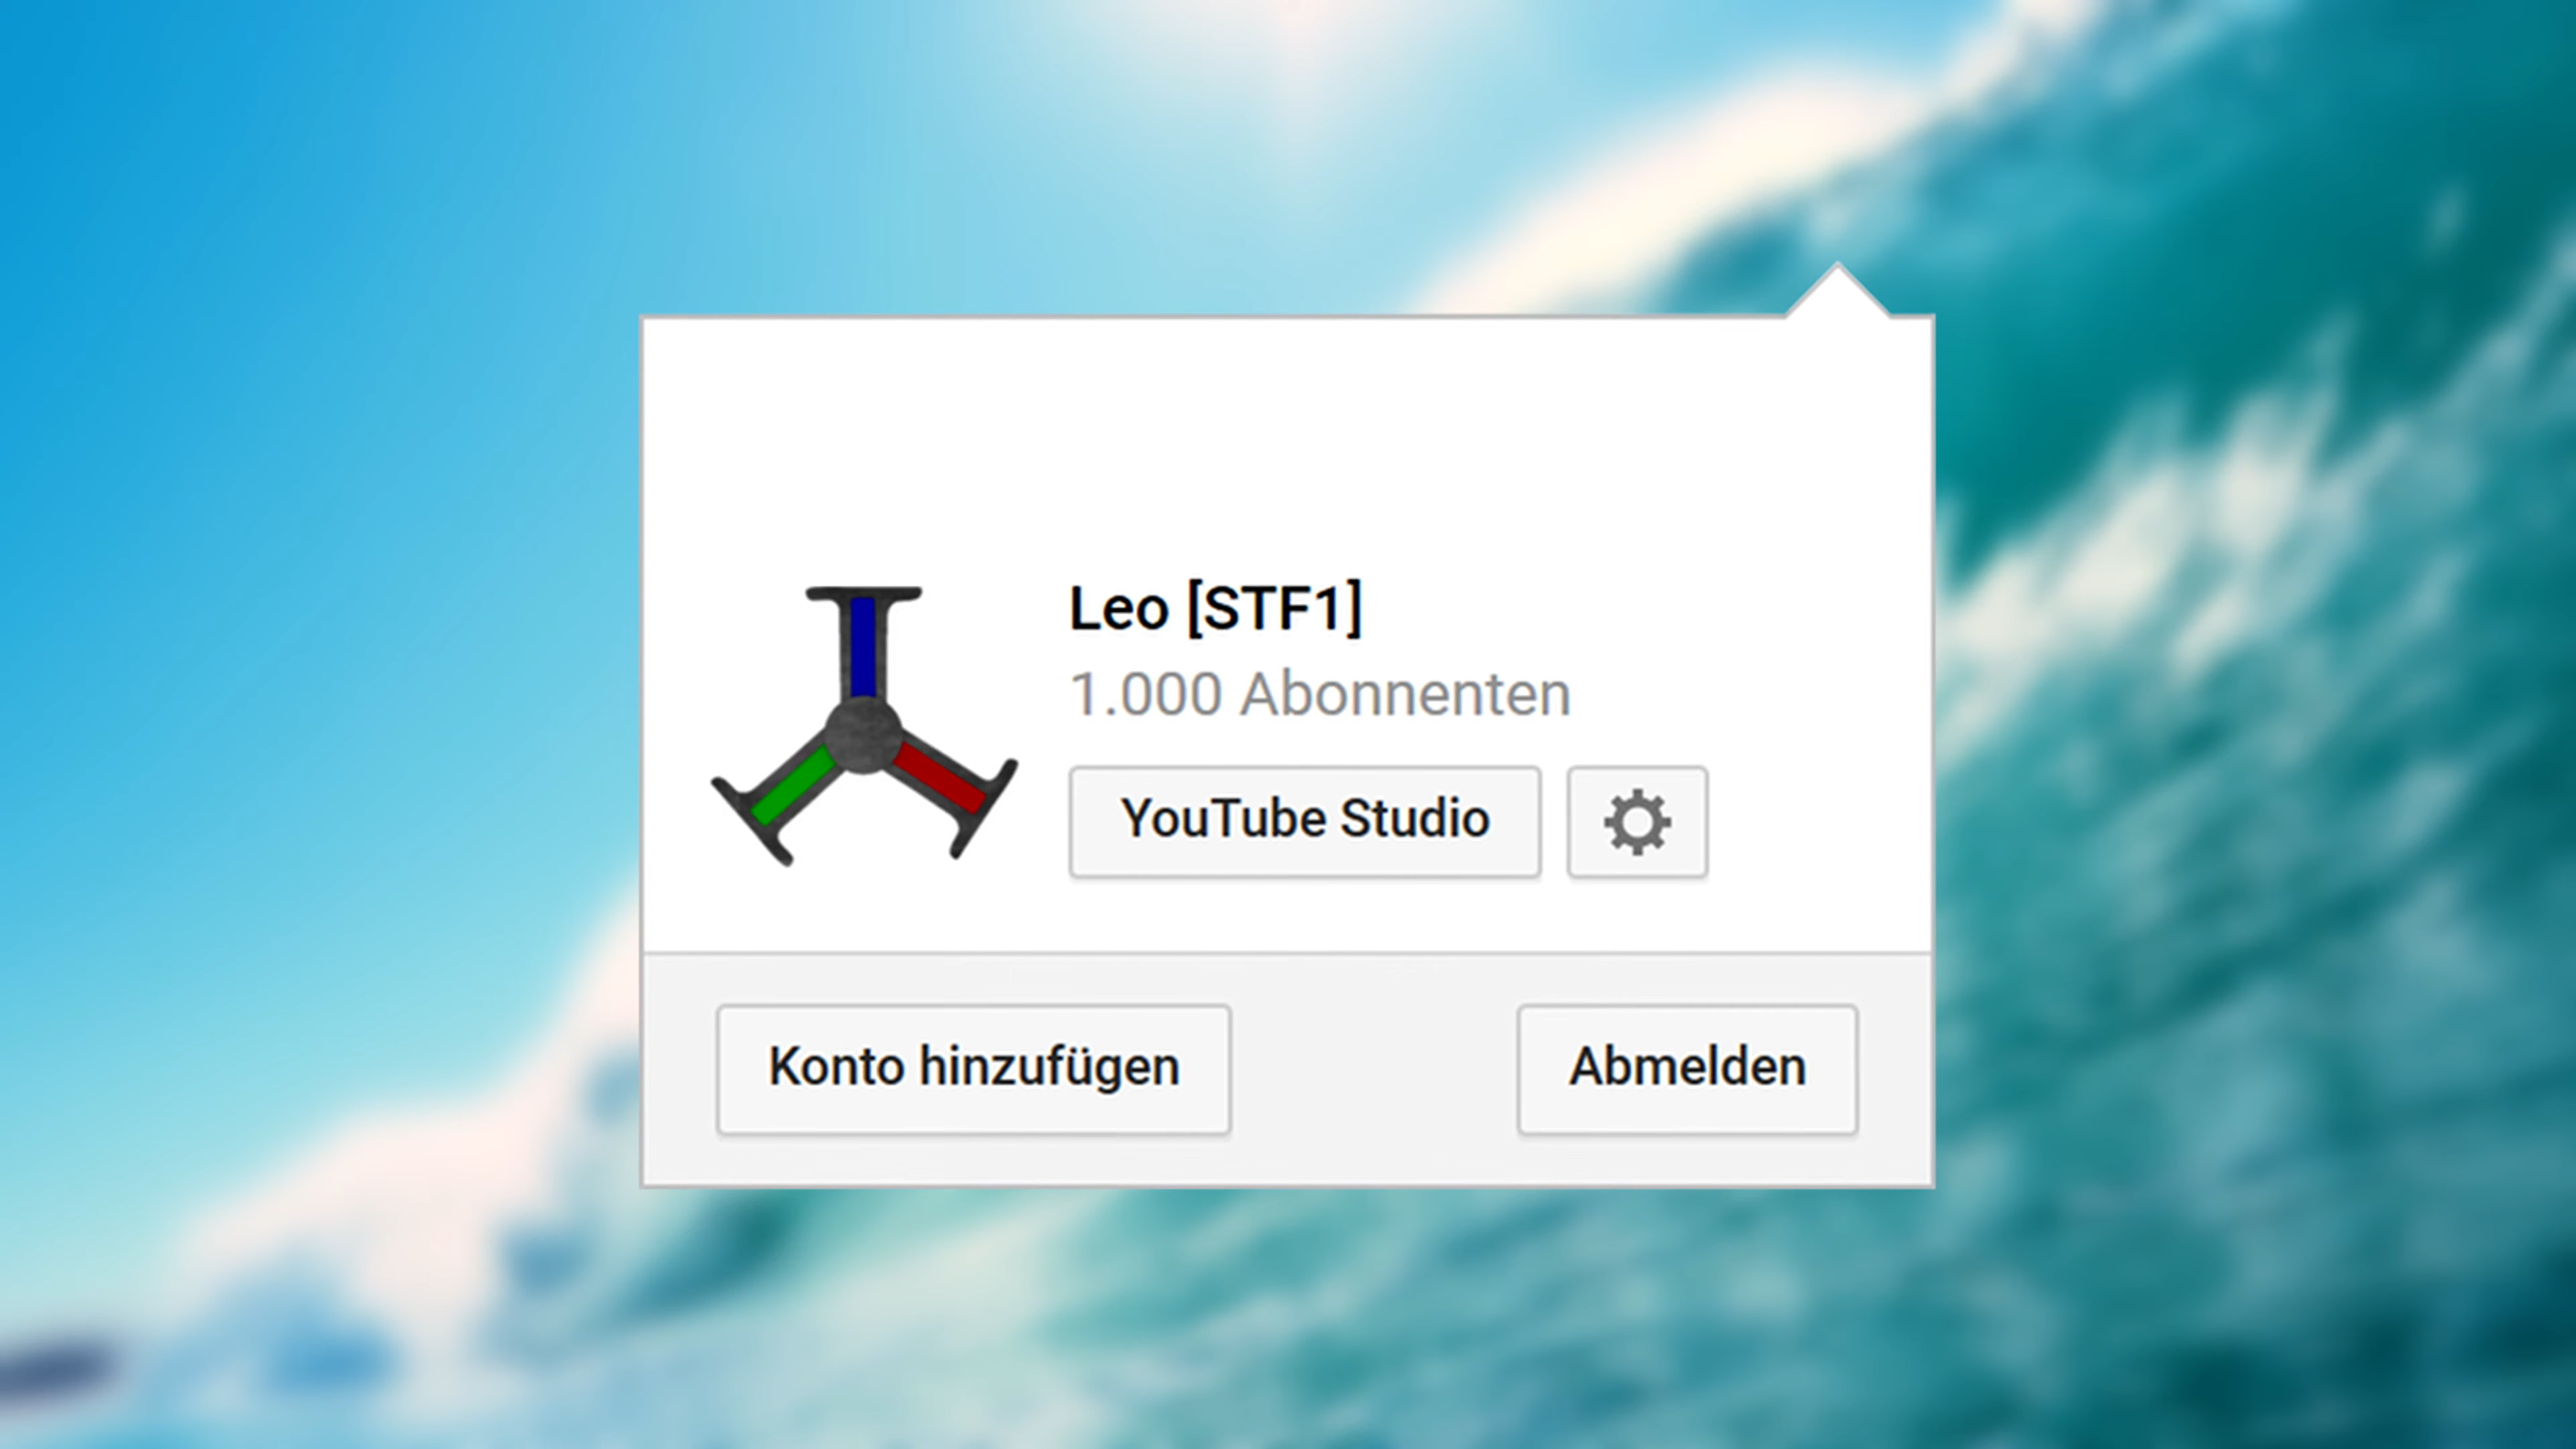 Leo [STF1]
1.000 Abonnenten
YouTube Studio
Konto hinzufügen
Abmelden